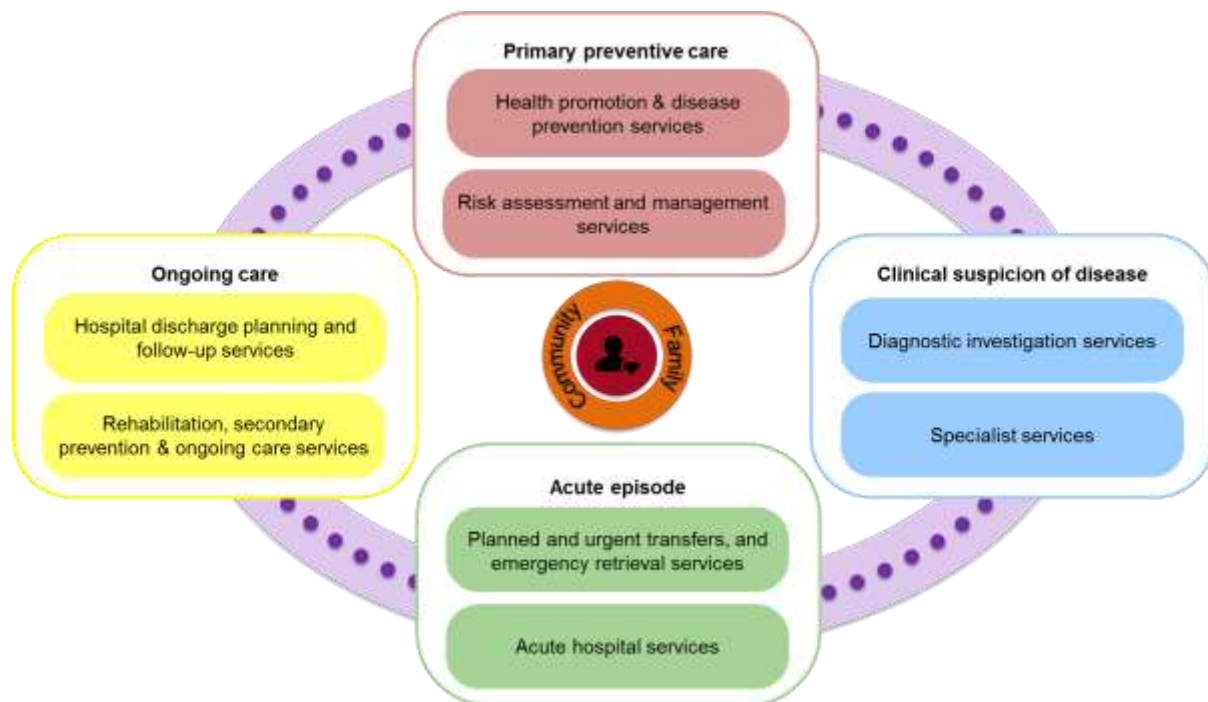 Primary preventive care
Health promotion & disease
prevention services
Risk assessment and management
services
Ongoing care
Hospital discharge planning and
follow-up services
Rehabilitation, secondary
prevention & ongoing care services
Community
Family
Clinical suspicion of disease
Diagnostic investigation services
Specialist services
Acute episode
Planned and urgent transfers, and
emergency retrieval services
Acute hospital services